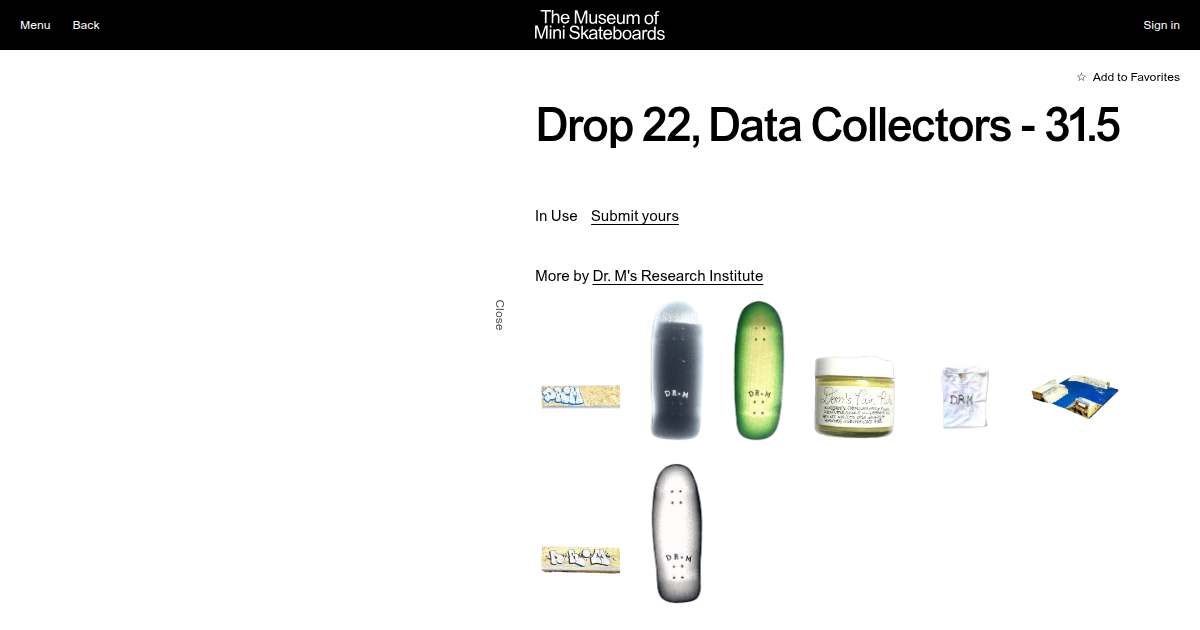 Menu
Back
The Museum of
Mini Skateboards
Sign in
☆ Add to Favorites
Drop 22, Data Collectors - 31.5
In Use
Submit yours
More by Dr. M's Research Institute
Close
DR•M
DR•M
DRM
DR•M